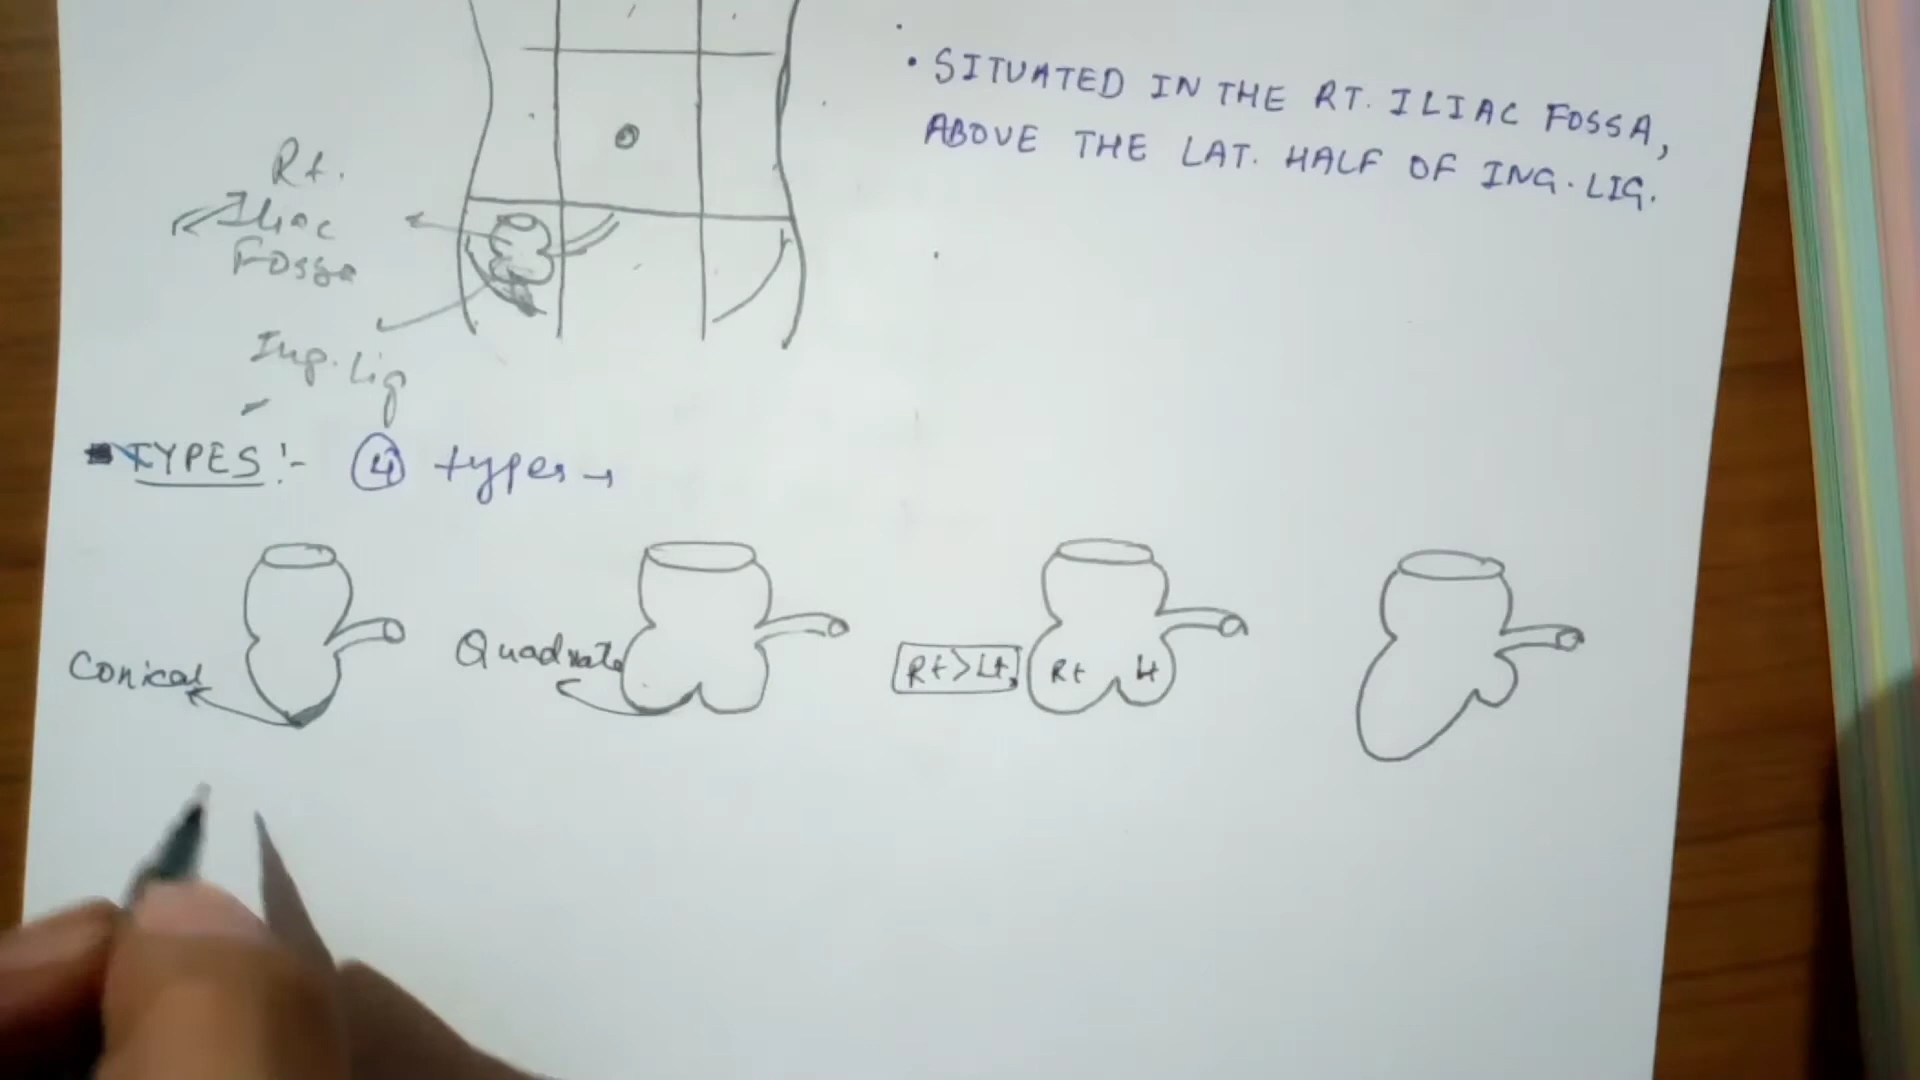 • SITUATED IN THE RT. ILIAC FOSSA,
ABOVE THE LAT. HALF OF ING. LIG.
Rt.
Iliac
Fossa
Ing. Lig
TYPES :- 4 types →
Conical
Quadrate
Rt>Lt
Rt Lt